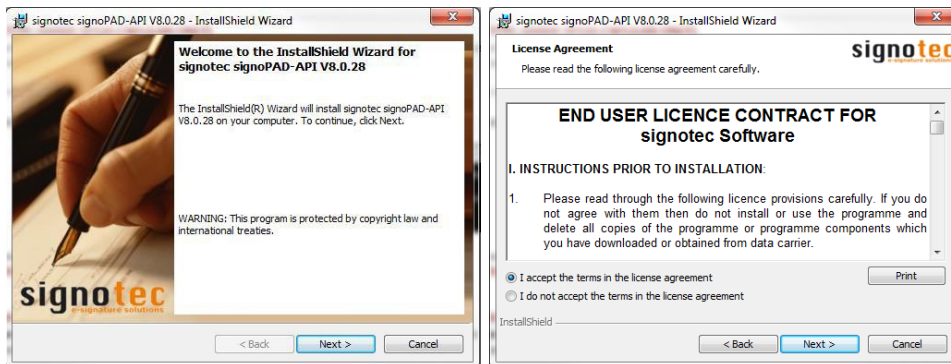 signotec signoPAD-API V8.0.28 - InstallShield Wizard
Welcome to the InstallShield Wizard for
signotec signoPAD-API V8.0.28
The InstallShield(R) Wizard will install signotec signoPAD-API
V8.0.28 on your computer. To continue, click Next.
WARNING: This program is protected by copyright law and
international treaties.
signotec
e-signature solutions
< Back
Next >
Cancel
signotec signoPAD-API V8.0.28 - InstallShield Wizard
License Agreement
Please read the following license agreement carefully.
signotec
e-signature solutions
END USER LICENCE CONTRACT FOR
signotec Software
I. INSTRUCTIONS PRIOR TO INSTALLATION:
1. Please read through the following licence provisions carefully. If you do
not agree with them then do not install or use the programme and
delete all copies of the programme or programme components which
you have downloaded or obtained from data carrier.
I accept the terms in the license agreement
Print
I do not accept the terms in the license agreement
InstallShield
< Back
Next >
Cancel